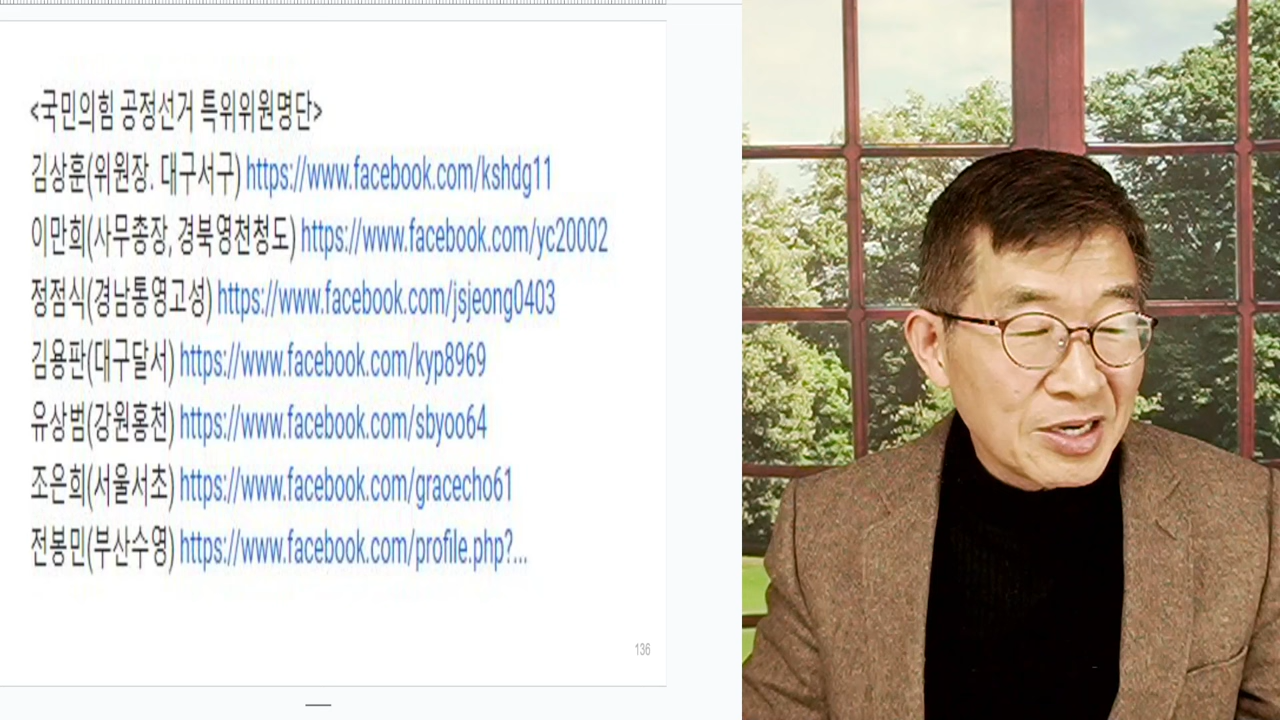 <국민의힘 공정선거 특위위원명단>
김상훈(위원장. 대구서구) https://www.facebook.com/kshdg11
이만희(사무총장, 경북영천청도) https://www.facebook.com/yc20002
정점식(경남통영고성) https://www.facebook.com/jsjeong0403
김용판(대구달서) https://www.facebook.com/kyp8969
유상범(강원홍천) https://www.facebook.com/sbyoo64
조은희(서울서초) https://www.facebook.com/gracecho61
전봉민(부산수영) https://www.facebook.com/profile.php?...
136